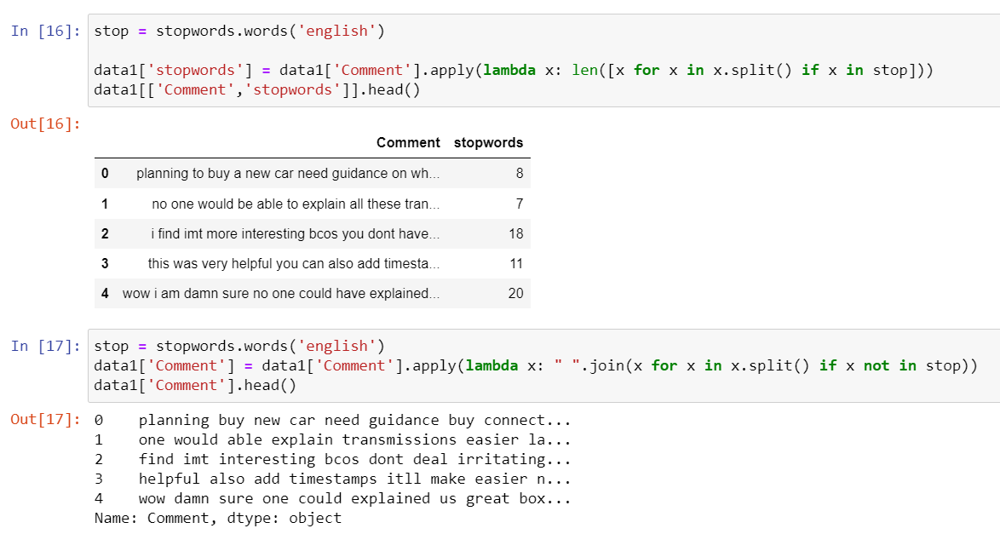 In [16]: stop = stopwords.words('english')
data1['stopwords'] = data1['Comment'].apply(lambda x: len([x for x in x.split() if x in stop]))
data1[['Comment','stopwords']].head()
Out[16]:
Comment stopwords
0 planning to buy a new car need guidance on wh... 8
1 no one would be able to explain all these tran... 7
2 i find imt more interesting bcos you dont have... 18
3 this was very helpful you can also add timesta... 11
4 wow i am damn sure no one could have explained... 20
In [17]: stop = stopwords.words('english')
data1['Comment'] = data1['Comment'].apply(lambda x: " ".join(x for x in x.split() if x not in stop))
data1['Comment'].head()
Out[17]: 0 planning buy new car need guidance buy connect...
1 one would able explain transmissions easier la...
2 find imt interesting bcos dont deal irritating...
3 helpful also add timestamps itll make easier n...
4 wow damn sure one could explained us great box...
Name: Comment, dtype: object